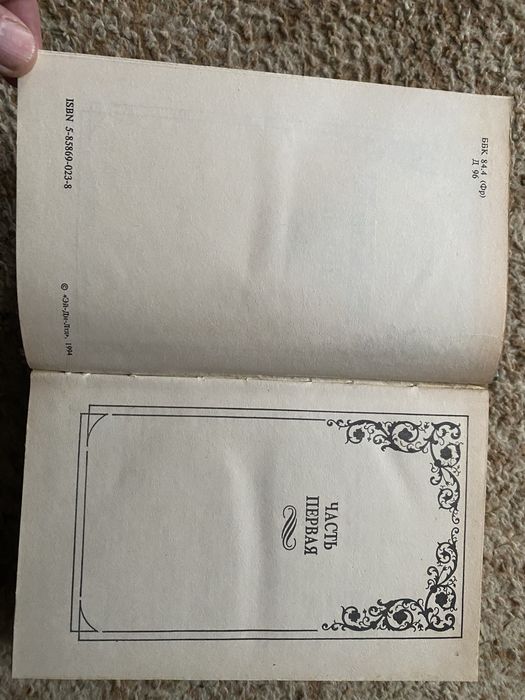 ББК 84.4 (Фр)
Д 96
ISBN 5-85869-023-8
© «Эй-Ди-Лтд», 1994
ЧАСТЬ
ПЕРВАЯ